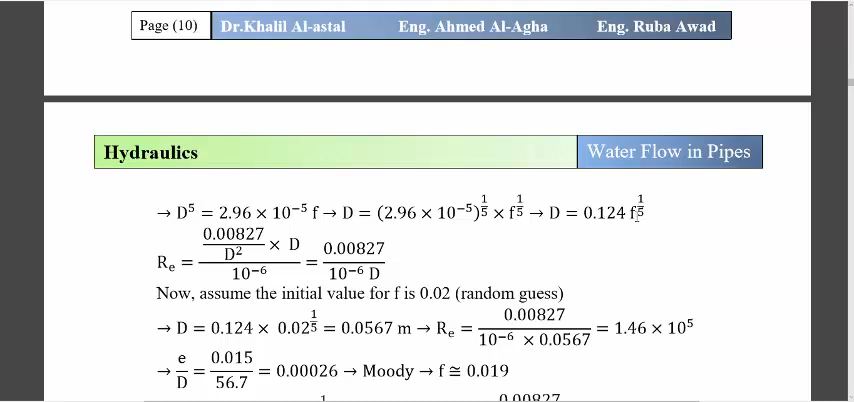 Page (10) Dr.Khalil Al-astal Eng. Ahmed Al-Agha Eng. Ruba Awad
Hydraulics Water Flow in Pipes
→ D⁵ = 2.96 × 10⁻⁵ f → D = (2.96 × 10⁻⁵)^(1/5) × f^(1/5) → D = 0.124 f^(1/5)
Rₑ = (0.00827/D² × D)/10⁻⁶ = 0.00827/(10⁻⁶ D)
Now, assume the initial value for f is 0.02 (random guess)
→ D = 0.124 × 0.02^(1/5) = 0.0567 m → Rₑ = 0.00827/(10⁻⁶ × 0.0567) = 1.46 × 10⁵
→ e/D = 0.015/56.7 = 0.00026 → Moody → f ≅ 0.019
1 0.00827